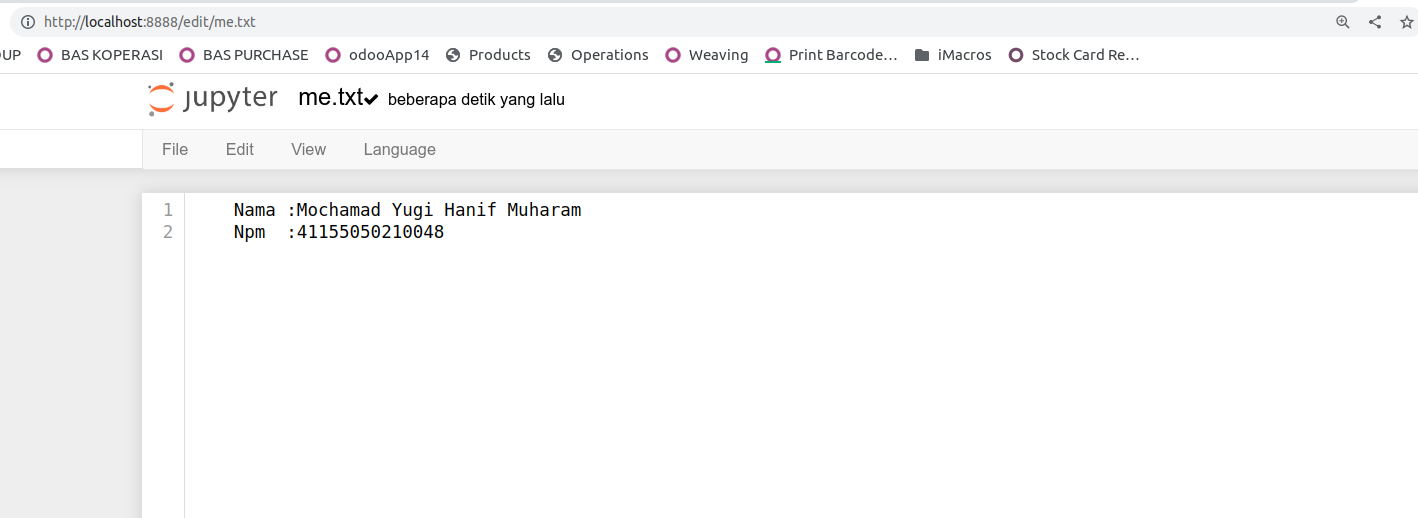 http://localhost:8888/edit/me.txt
UP BAS KOPERASI BAS PURCHASE odooApp14 Products Operations Weaving Print Barcode… iMacros Stock Card Re…
jupyter me.txt beberapa detik yang lalu
File Edit View Language
1 Nama :Mochamad Yugi Hanif Muharam
2 Npm :41155050210048